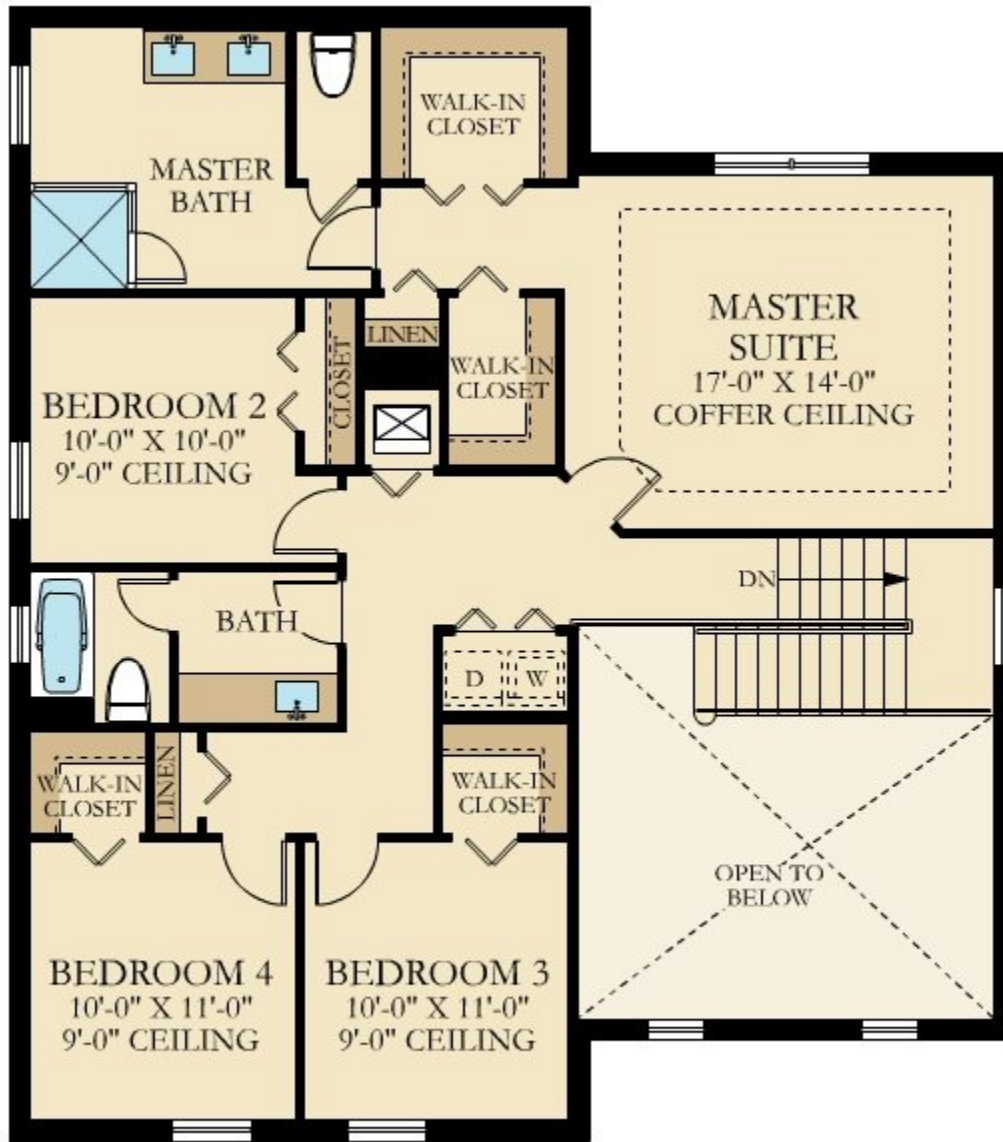 WALK-IN
CLOSET
MASTER
BATH
MASTER
SUITE
17'-0" X 14'-0"
COFFER CEILING
LINEN
WALK-IN
CLOSET
CLOSET
BEDROOM 2
10'-0" X 10'-0"
9'-0" CEILING
DN
BATH
D
W
WALK-IN
CLOSET
LINEN
WALK-IN
CLOSET
OPEN TO
BELOW
BEDROOM 4
10'-0" X 11'-0"
9'-0" CEILING
BEDROOM 3
10'-0" X 11'-0"
9'-0" CEILING